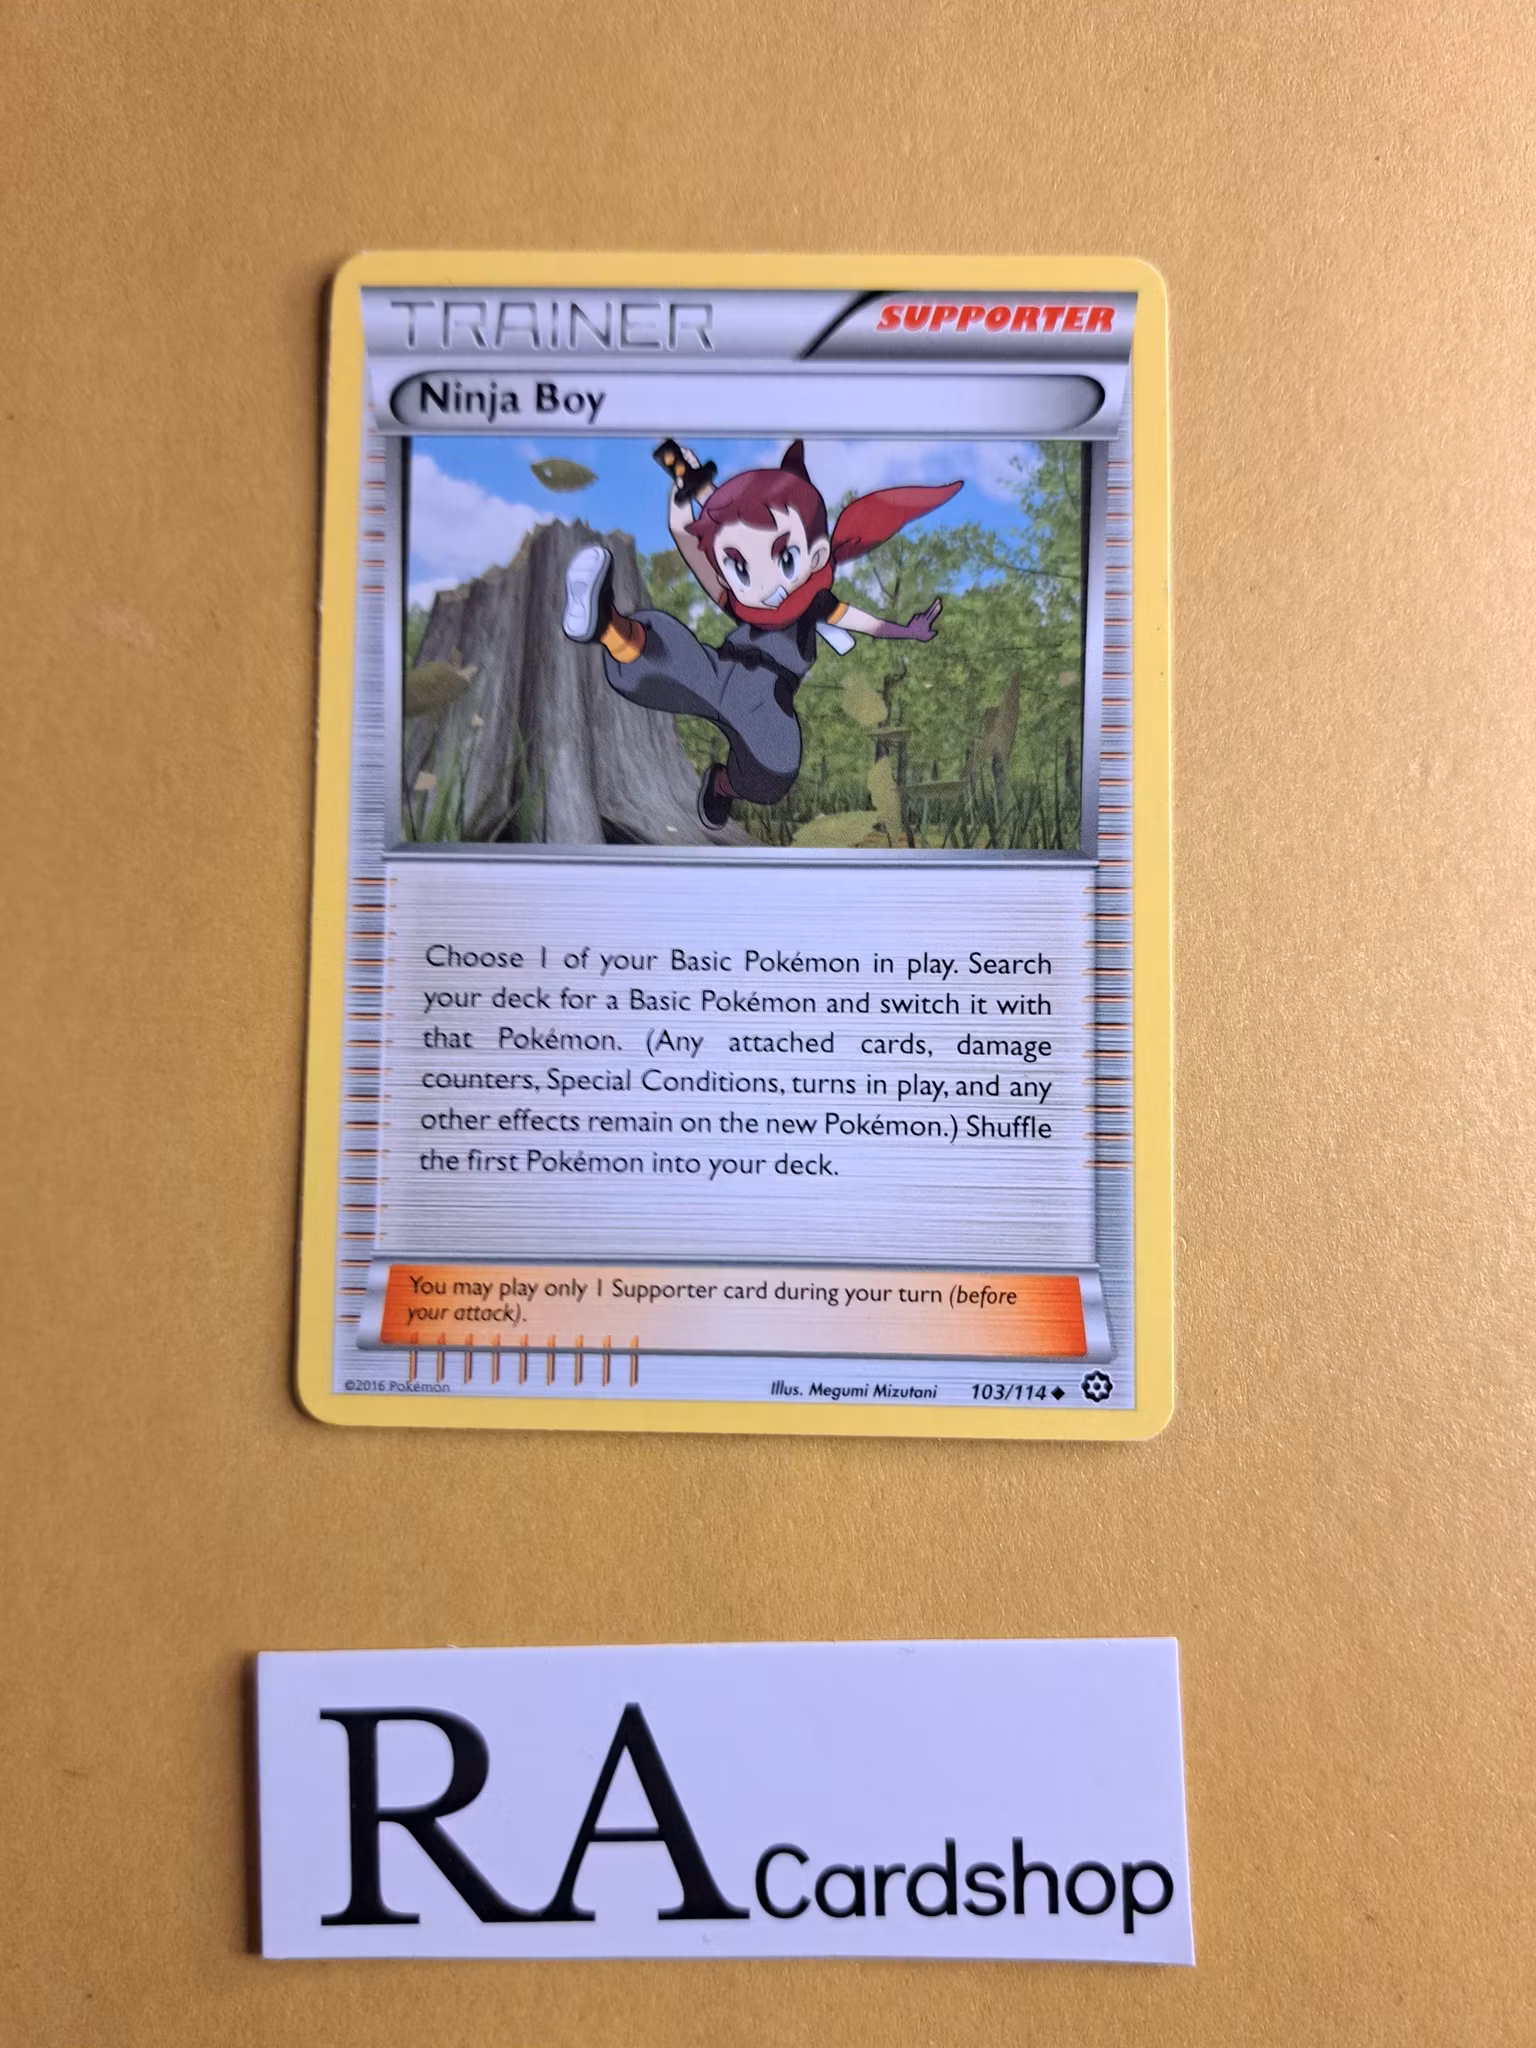 TRAINER
SUPPORTER
Ninja Boy
Choose 1 of your Basic Pokémon in play. Search
your deck for a Basic Pokémon and switch it with
that Pokémon. (Any attached cards, damage
counters, Special Conditions, turns in play, and any
other effects remain on the new Pokémon.) Shuffle
the first Pokémon into your deck.
You may play only 1 Supporter card during your turn (before
your attack).
©2016 Pokémon
Illus. Megumi Mizutani
103/114
RA Cardshop